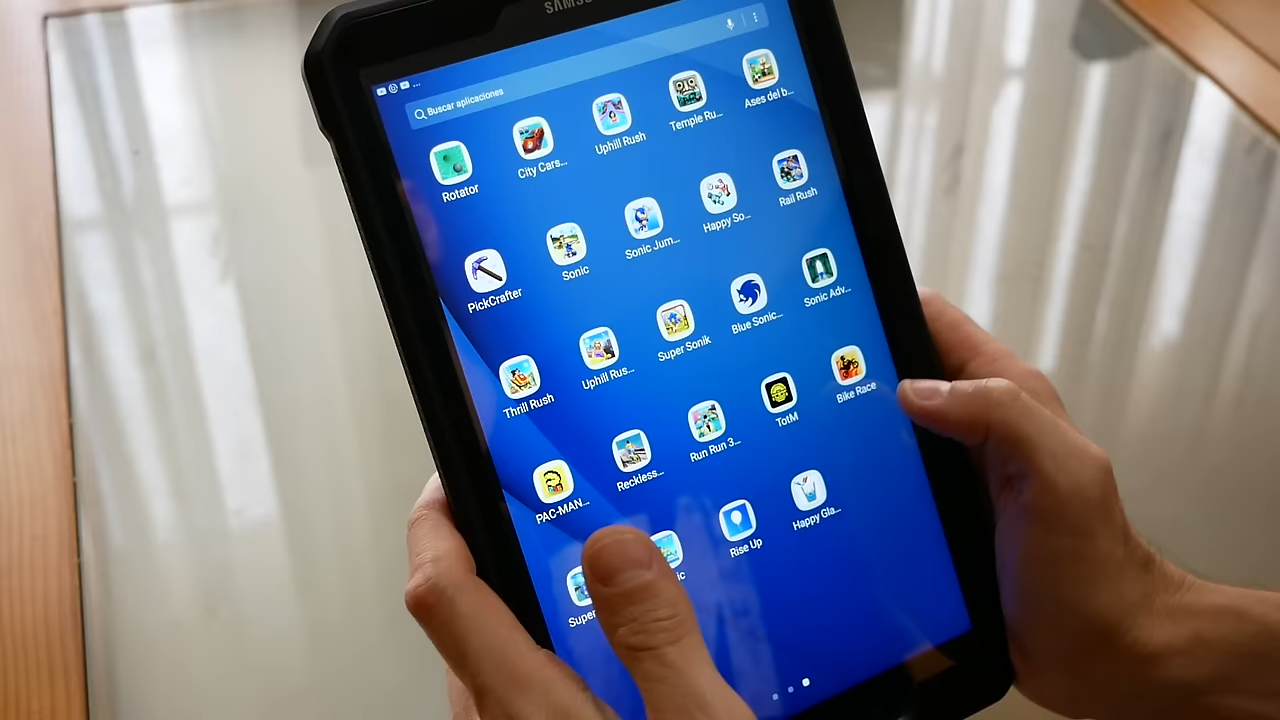 Buscar aplicaciones
Rotator
City Cars...
Uphill Rush
Temple Ru...
Ases del b...
PickCrafter
Sonic
Sonic Jum...
Happy So...
Rail Rush
Thrill Rush
Uphill Rus...
Super Sonik
Blue Sonic...
Sonic Adv...
PAC-MAN...
Reckless...
Run Run 3...
TotM
Bike Race
Super
ic
Rise Up
Happy Gla...